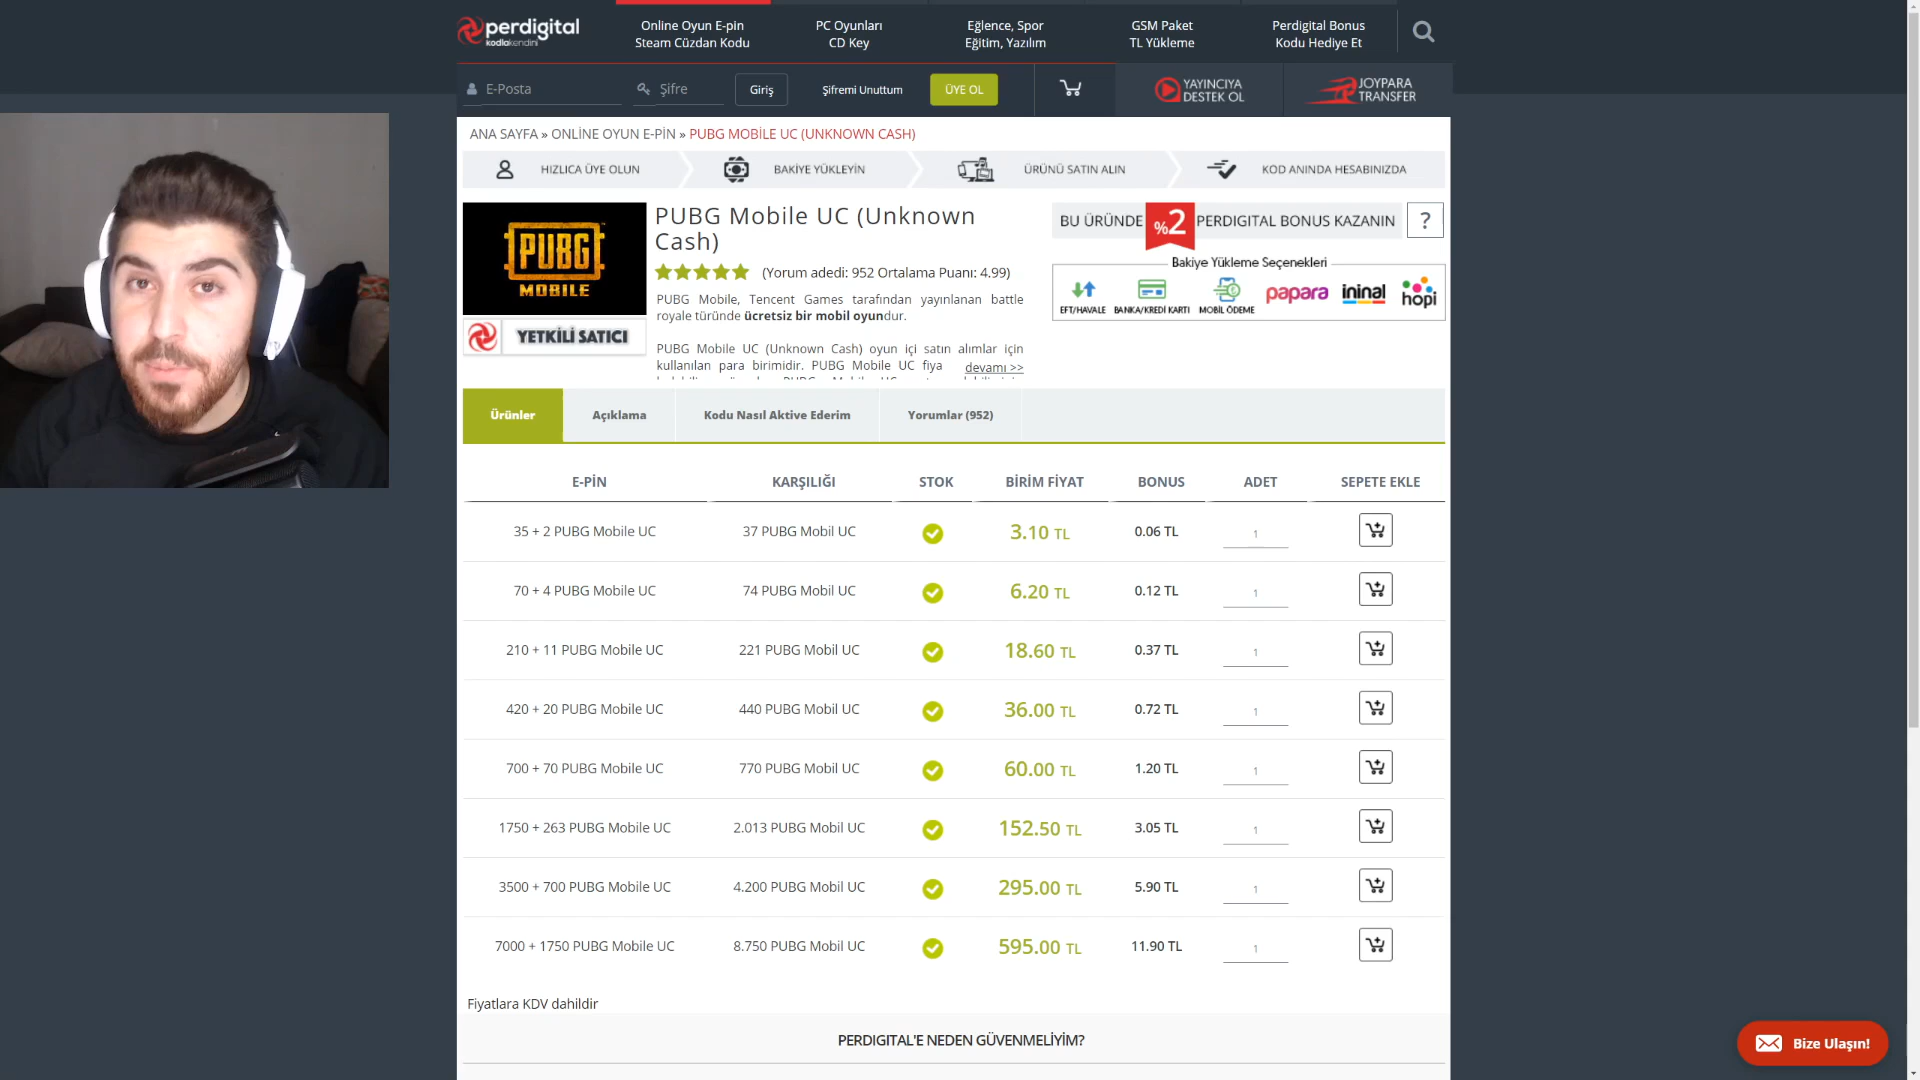 perdigital
kodlakendini
Online Oyun E-pin
Steam Cüzdan Kodu
PC Oyunları
CD Key
Eğlence, Spor
Eğitim, Yazılım
GSM Paket
TL Yükleme
Perdigital Bonus
Kodu Hediye Et
E-Posta
Şifre
Giriş
Şifremi Unuttum
ÜYE OL
YAYINCIYA
DESTEK OL
JOYPARA
TRANSFER
ANA SAYFA » ONLİNE OYUN E-PİN » PUBG MOBİLE UC (UNKNOWN CASH)
HIZLICA ÜYE OLUN
BAKİYE YÜKLEYİN
ÜRÜNÜ SATIN ALIN
KOD ANINDA HESABINIZDA
PUBG
MOBILE
YETKİLİ SATICI
PUBG Mobile UC (Unknown
Cash)
(Yorum adedi: 952 Ortalama Puanı: 4.99)
PUBG Mobile, Tencent Games tarafından yayınlanan battle
royale türünde ücretsiz bir mobil oyundur.
PUBG Mobile UC (Unknown Cash) oyun içi satın alımlar için
kullanılan para birimidir. PUBG Mobile UC fiya devamı >>
BU ÜRÜNDE %2 PERDIGITAL BONUS KAZANIN ?
Bakiye Yükleme Seçenekleri
EFT/HAVALE BANKA/KREDİ KARTI MOBİL ÖDEME papara ininal hopi
Ürünler
Açıklama
Kodu Nasıl Aktive Ederim
Yorumlar (952)
E-PİN KARŞILIĞI STOK BİRİM FİYAT BONUS ADET SEPETE EKLE
35 + 2 PUBG Mobile UC 37 PUBG Mobil UC 3.10 TL 0.06 TL 1
70 + 4 PUBG Mobile UC 74 PUBG Mobil UC 6.20 TL 0.12 TL 1
210 + 11 PUBG Mobile UC 221 PUBG Mobil UC 18.60 TL 0.37 TL 1
420 + 20 PUBG Mobile UC 440 PUBG Mobil UC 36.00 TL 0.72 TL 1
700 + 70 PUBG Mobile UC 770 PUBG Mobil UC 60.00 TL 1.20 TL 1
1750 + 263 PUBG Mobile UC 2.013 PUBG Mobil UC 152.50 TL 3.05 TL 1
3500 + 700 PUBG Mobile UC 4.200 PUBG Mobil UC 295.00 TL 5.90 TL 1
7000 + 1750 PUBG Mobile UC 8.750 PUBG Mobil UC 595.00 TL 11.90 TL 1
Fiyatlara KDV dahildir
PERDIGITAL'E NEDEN GÜVENMELİYİM?
Bize Ulaşın!